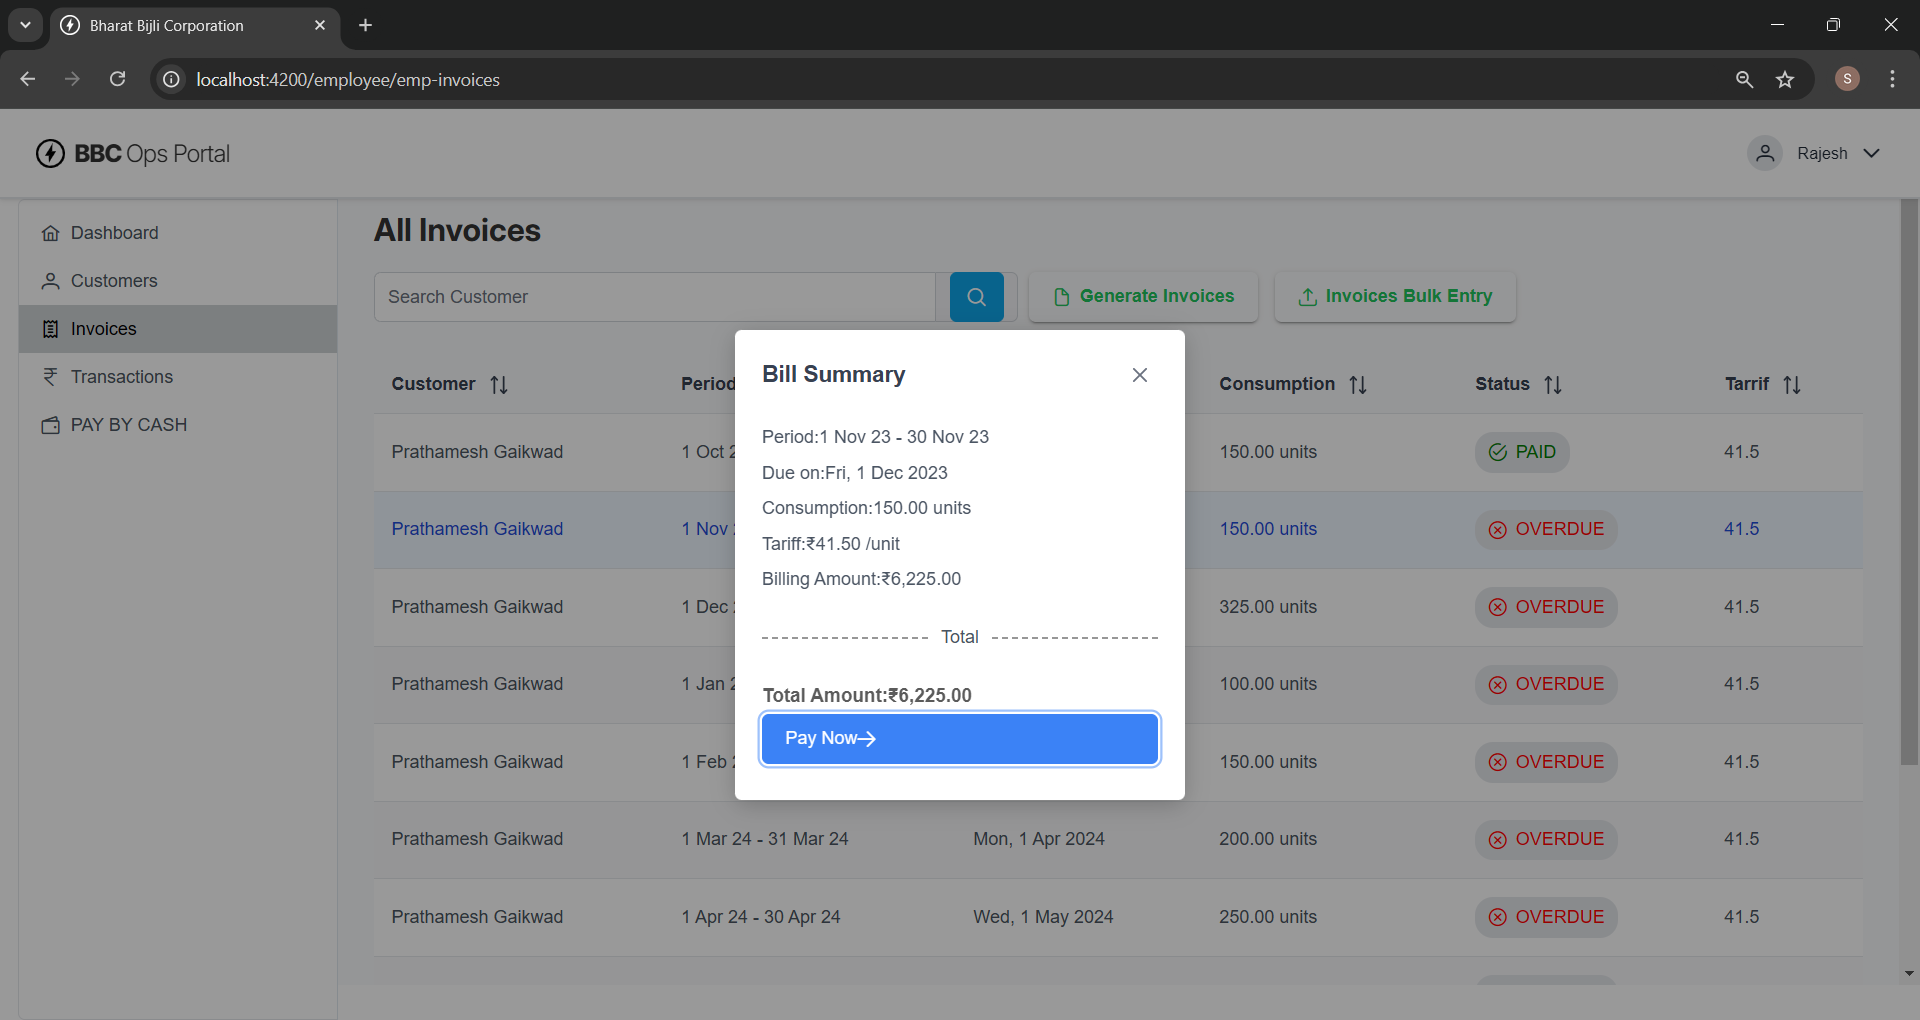 Bharat Bijli Corporation
localhost:4200/employee/emp-invoices
S
BBC Ops Portal
Rajesh
Dashboard
Customers
Invoices
Transactions
PAY BY CASH
All Invoices
Search Customer
Generate Invoices
Invoices Bulk Entry
Customer Period Consumption Status Tarrif
Prathamesh Gaikwad 1 Oct 150.00 units PAID 41.5
Prathamesh Gaikwad 1 Nov 150.00 units OVERDUE 41.5
Prathamesh Gaikwad 1 Dec 325.00 units OVERDUE 41.5
Prathamesh Gaikwad 1 Jan 100.00 units OVERDUE 41.5
Prathamesh Gaikwad 1 Feb 150.00 units OVERDUE 41.5
Prathamesh Gaikwad 1 Mar 24 - 31 Mar 24 Mon, 1 Apr 2024 200.00 units OVERDUE 41.5
Prathamesh Gaikwad 1 Apr 24 - 30 Apr 24 Wed, 1 May 2024 250.00 units OVERDUE 41.5
Bill Summary
Period:1 Nov 23 - 30 Nov 23
Due on:Fri, 1 Dec 2023
Consumption:150.00 units
Tariff:₹41.50 /unit
Billing Amount:₹6,225.00
Total
Total Amount:₹6,225.00
Pay Now